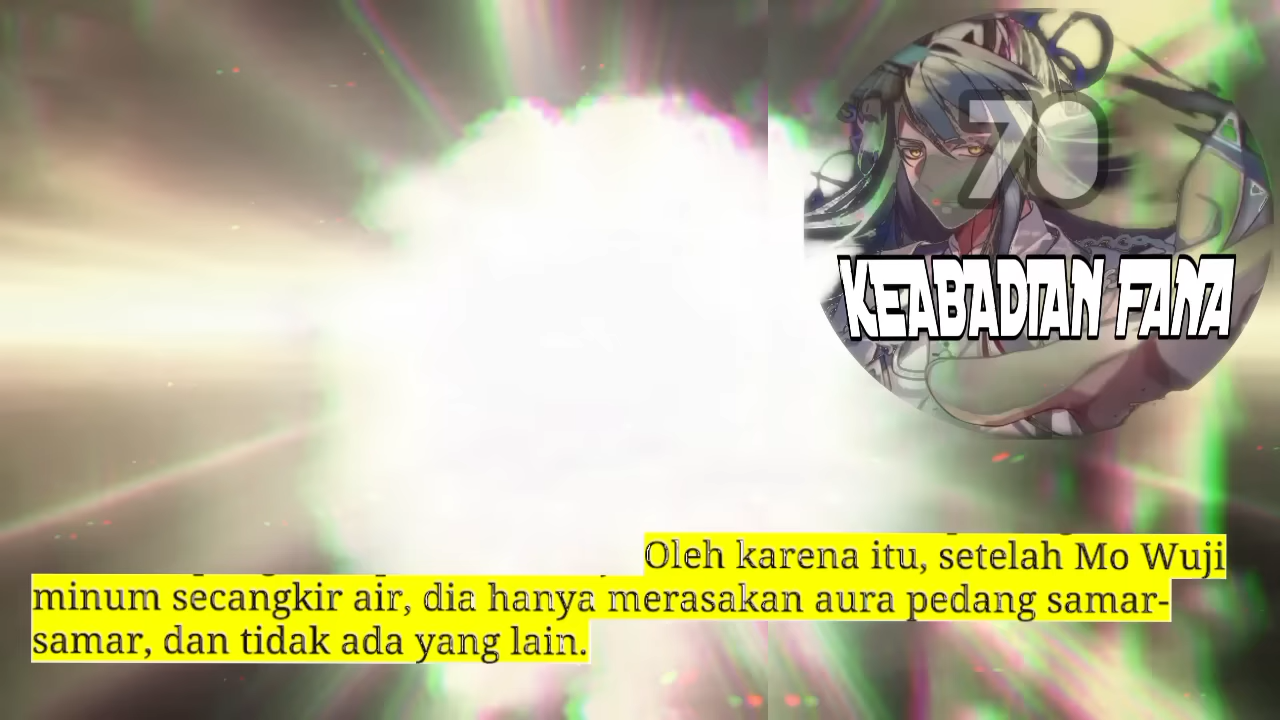 70
KEABADIAN FANA
Oleh karena itu, setelah Mo Wuji
minum secangkir air, dia hanya merasakan aura pedang samar-
samar, dan tidak ada yang lain.